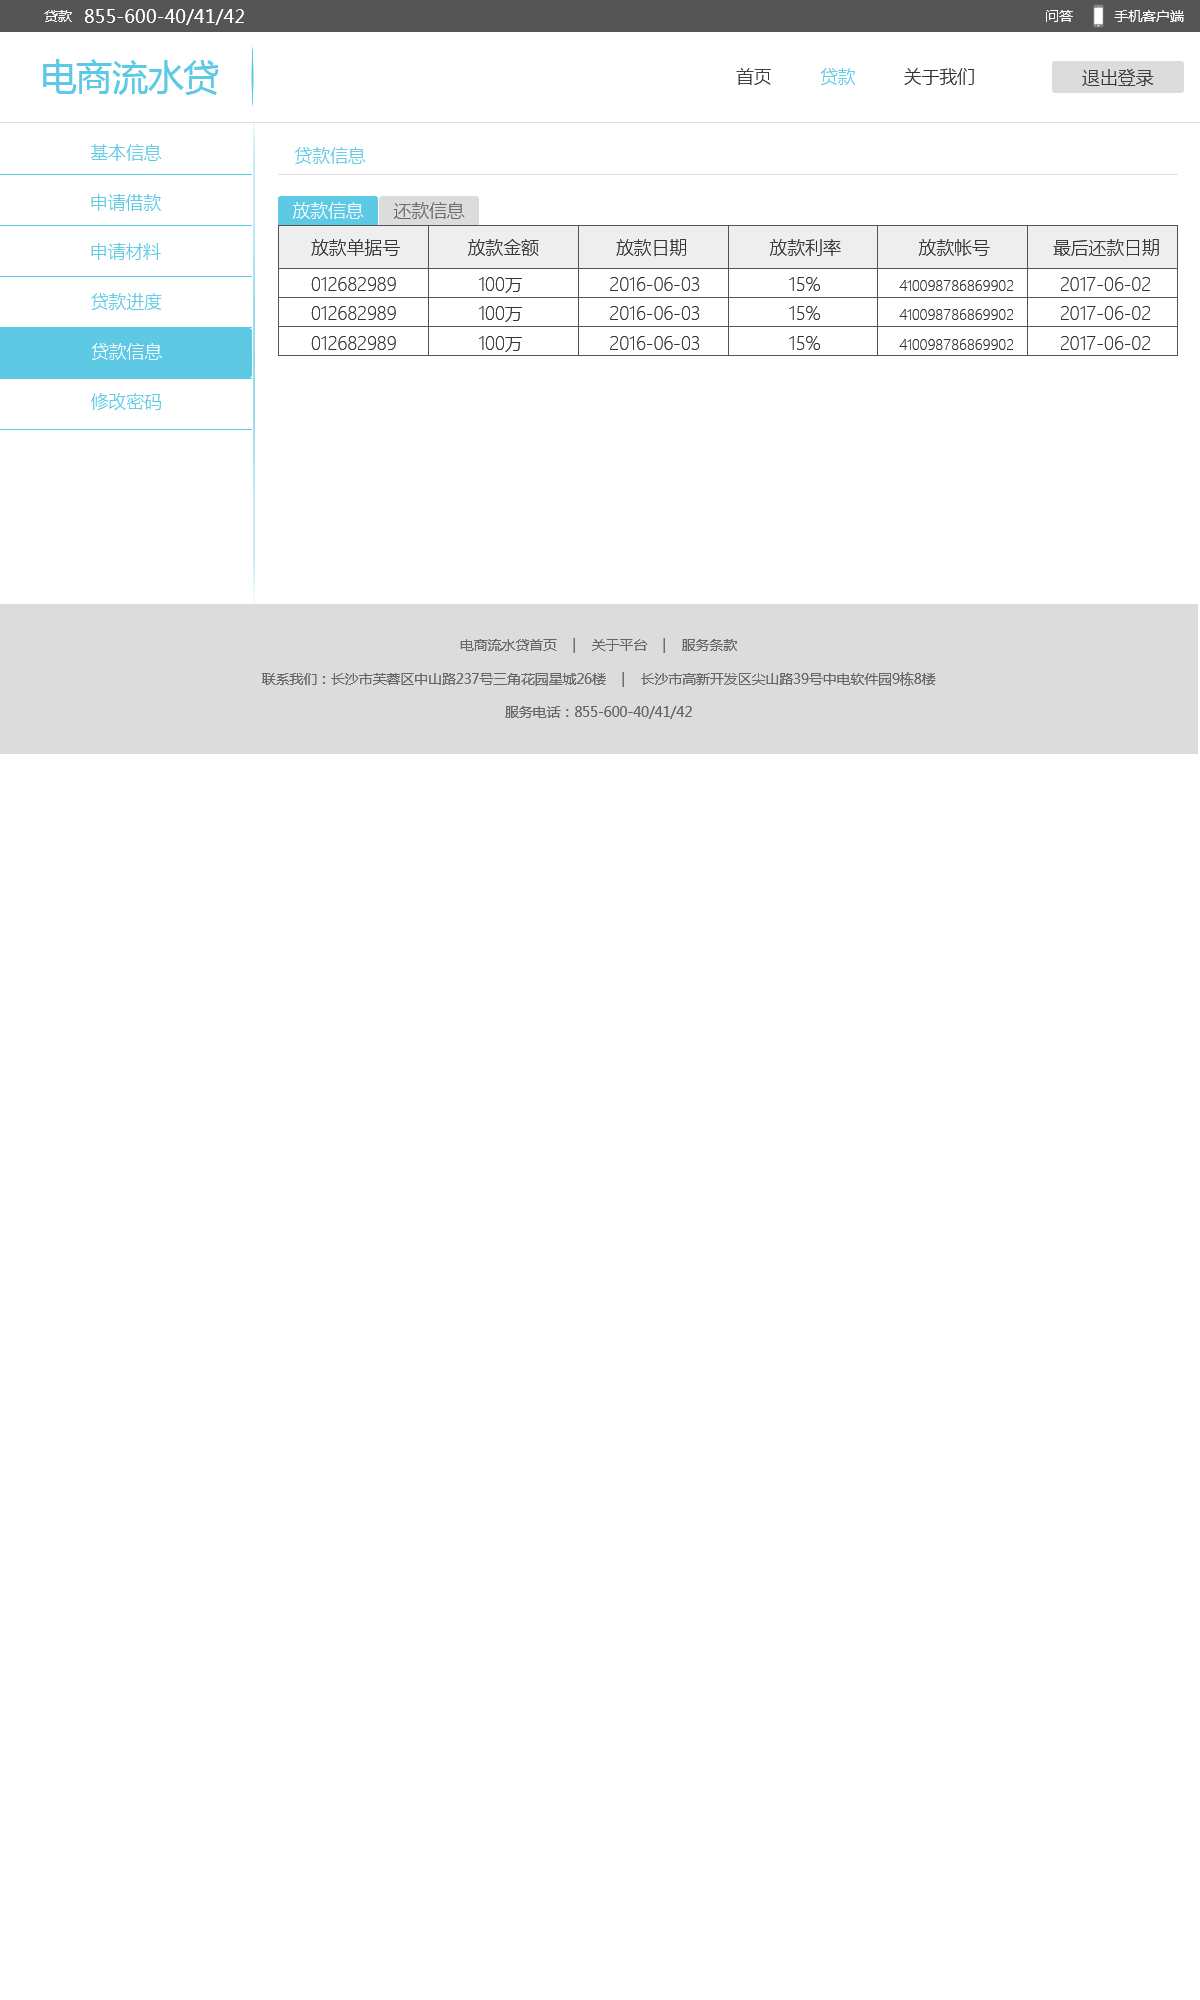 贷款 855-600-40/41/42 问答 手机客户端
电商流水贷 首页 贷款 关于我们 退出登录
基本信息
申请借款
申请材料
贷款进度
贷款信息
修改密码
贷款信息
放款信息 还款信息
放款单据号 放款金额 放款日期 放款利率 放款帐号 最后还款日期
012682989 100万 2016-06-03 15% 410098786869902 2017-06-02
012682989 100万 2016-06-03 15% 410098786869902 2017-06-02
012682989 100万 2016-06-03 15% 410098786869902 2017-06-02
电商流水贷首页 | 关于平台 | 服务条款
联系我们：长沙市芙蓉区中山路237号三角花园星城26楼 | 长沙市高新开发区尖山路39号中电软件园9栋8楼
服务电话：855-600-40/41/42